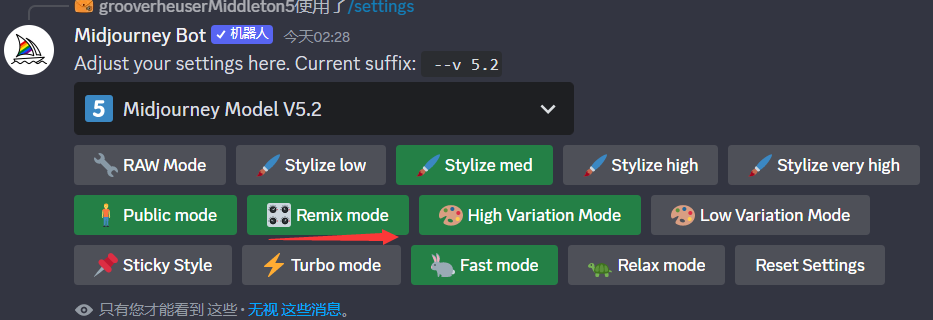 grooverheuserMiddleton5使用了/settings
Midjourney Bot ✓ 机器人 今天02:28
Adjust your settings here. Current suffix: --v 5.2
5 Midjourney Model V5.2
RAW Mode Stylize low Stylize med Stylize high Stylize very high
Public mode Remix mode High Variation Mode Low Variation Mode
Sticky Style Turbo mode Fast mode Relax mode Reset Settings
只有您才能看到 这些 · 无视 这些消息。